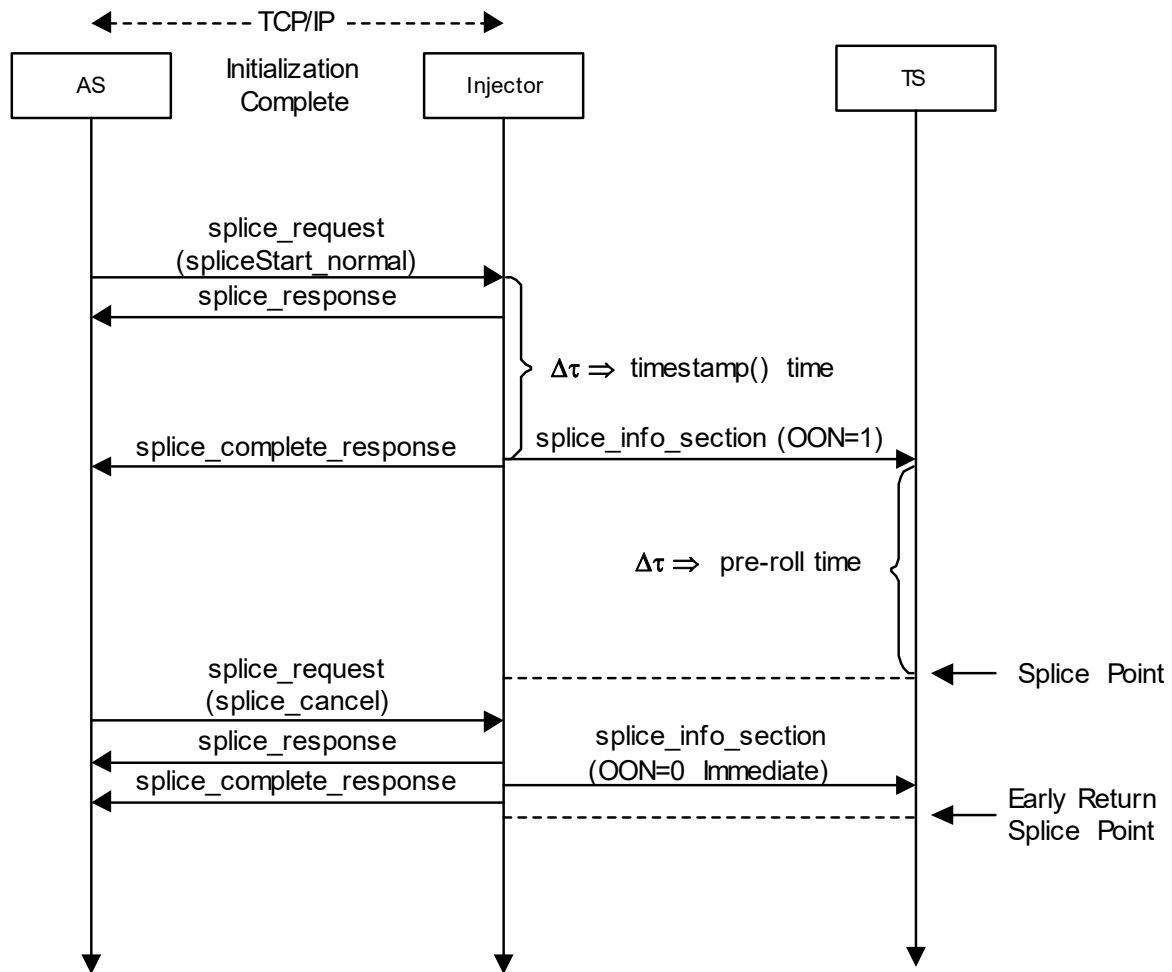 TCP/IP
AS
Initialization
Complete
Injector
TS
splice_request
(spliceStart_normal)
splice_response
Δτ ⇒ timestamp() time
splice_complete_response
splice_info_section (OON=1)
Δτ ⇒ pre-roll time
splice_request
(splice_cancel)
Splice Point
splice_response
splice_info_section
(OON=0 Immediate)
splice_complete_response
Early Return
Splice Point